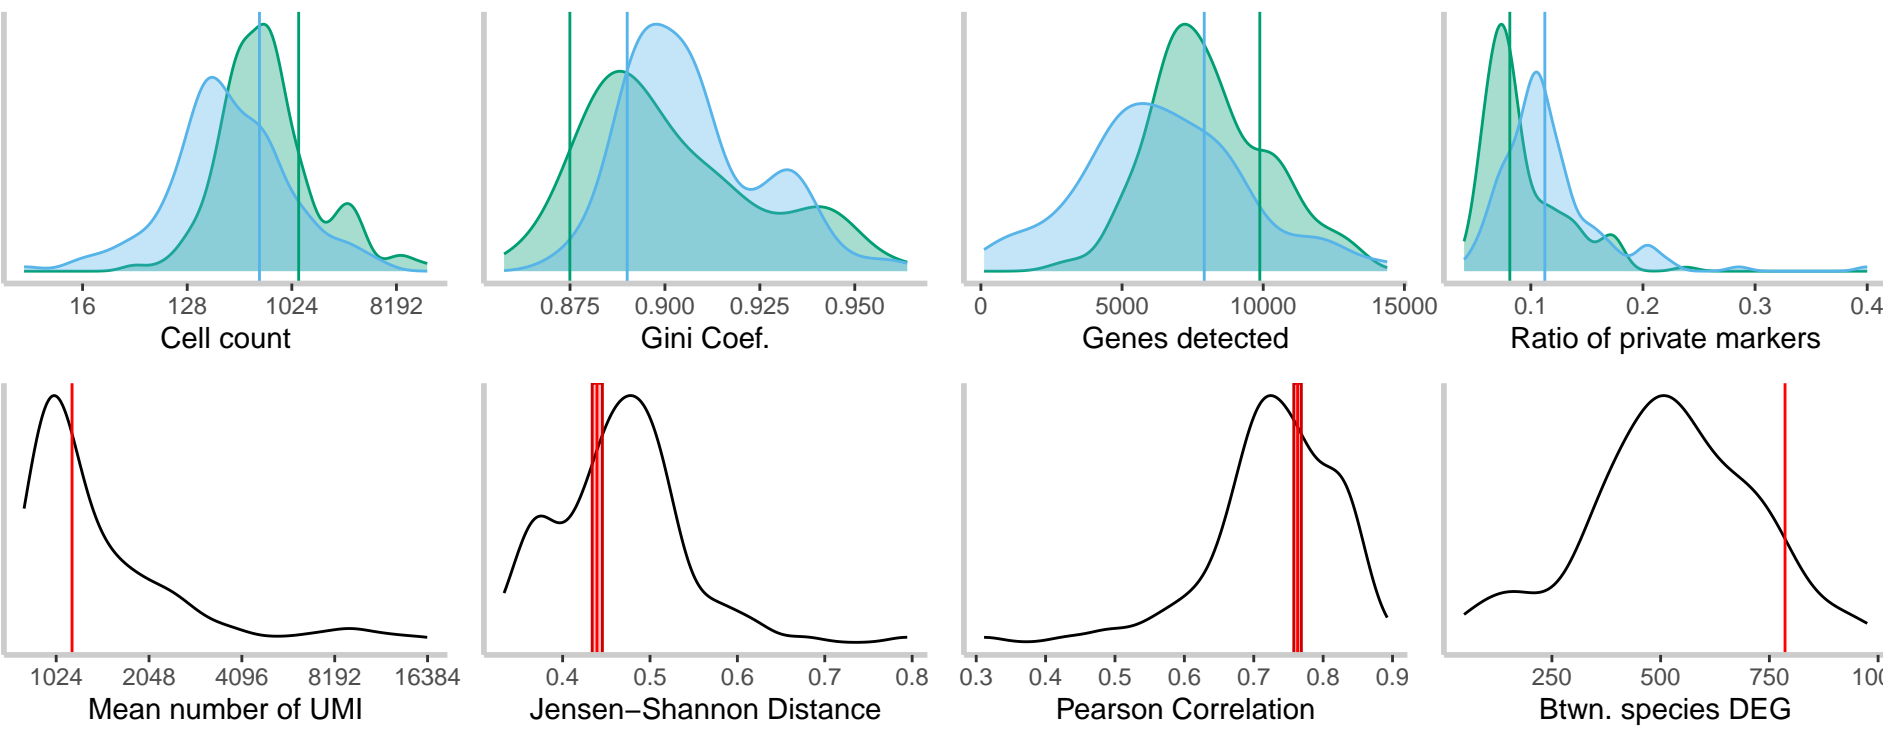 16 128 1024 8192
Cell count
0.875 0.900 0.925 0.950
Gini Coef.
0 5000 10000 15000
Genes detected
0.1 0.2 0.3 0.4
Ratio of private markers
1024 2048 4096 8192 16384
Mean number of UMI
0.4 0.5 0.6 0.7 0.8
Jensen−Shannon Distance
0.3 0.4 0.5 0.6 0.7 0.8 0.9
Pearson Correlation
250 500 750 100
Btwn. species DEG